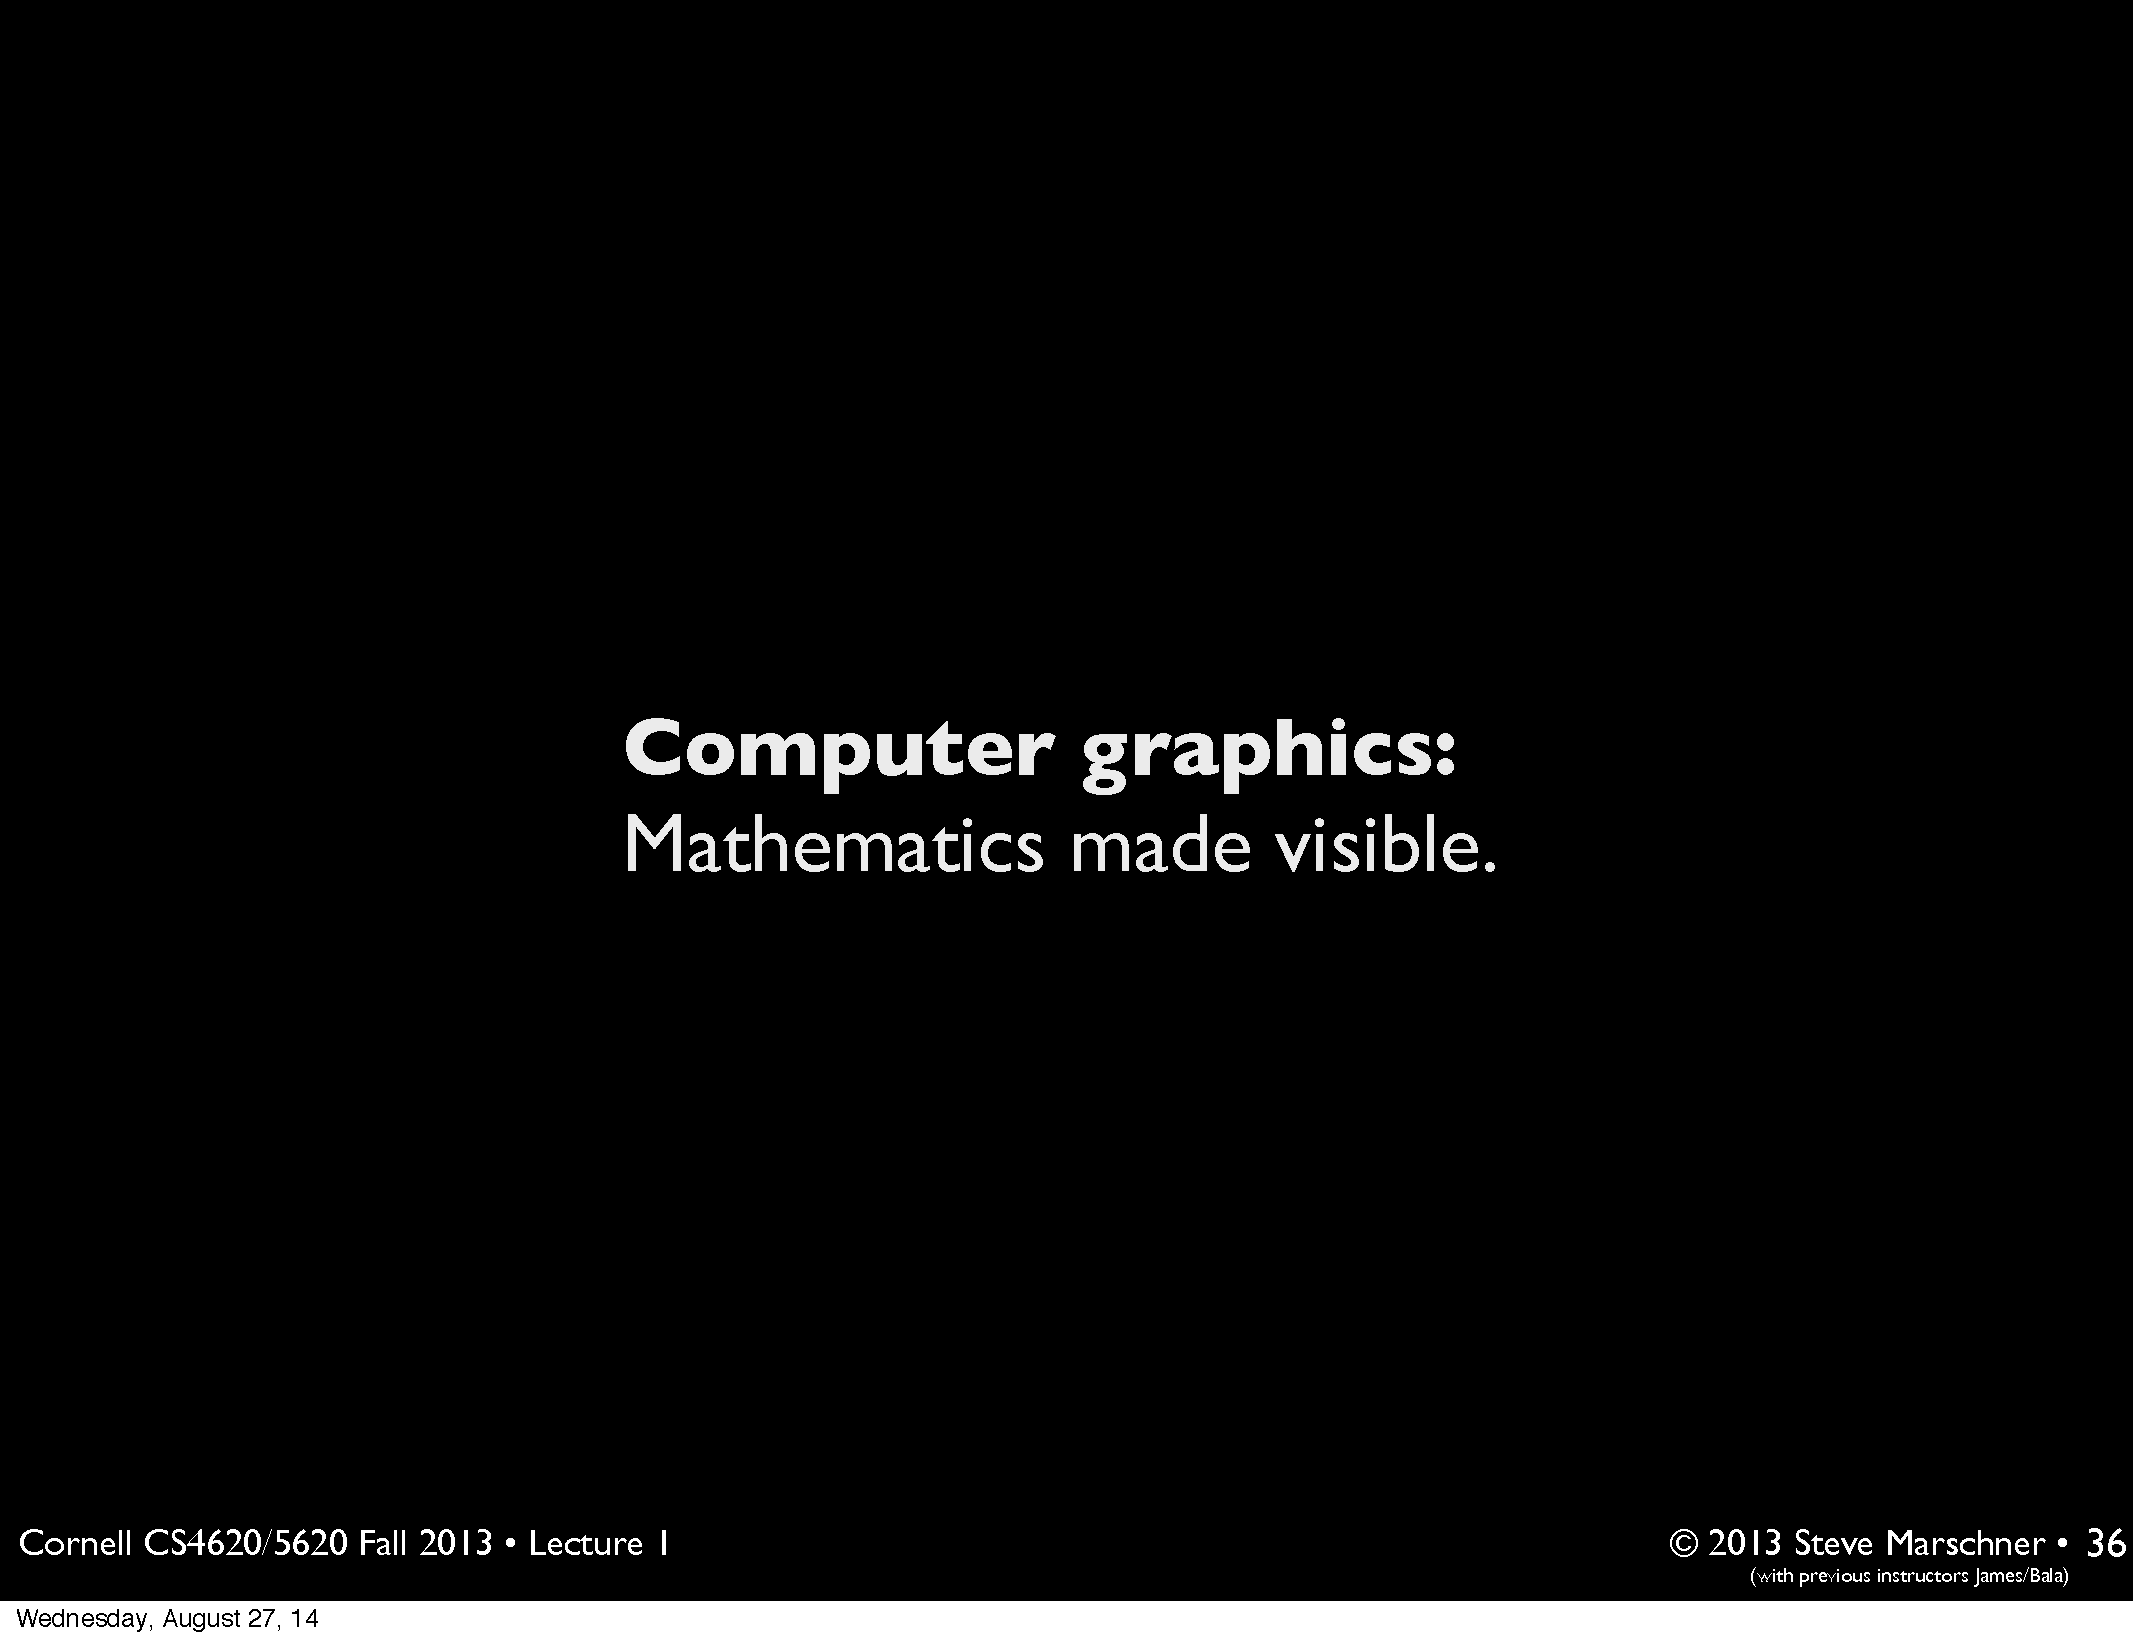 Computer graphics:
Mathematics made visible.
Cornell CS4620/5620 Fall 2013 • Lecture 1
© 2013 Steve Marschner • 36
(with previous instructors James/Bala)
Wednesday, August 27, 14